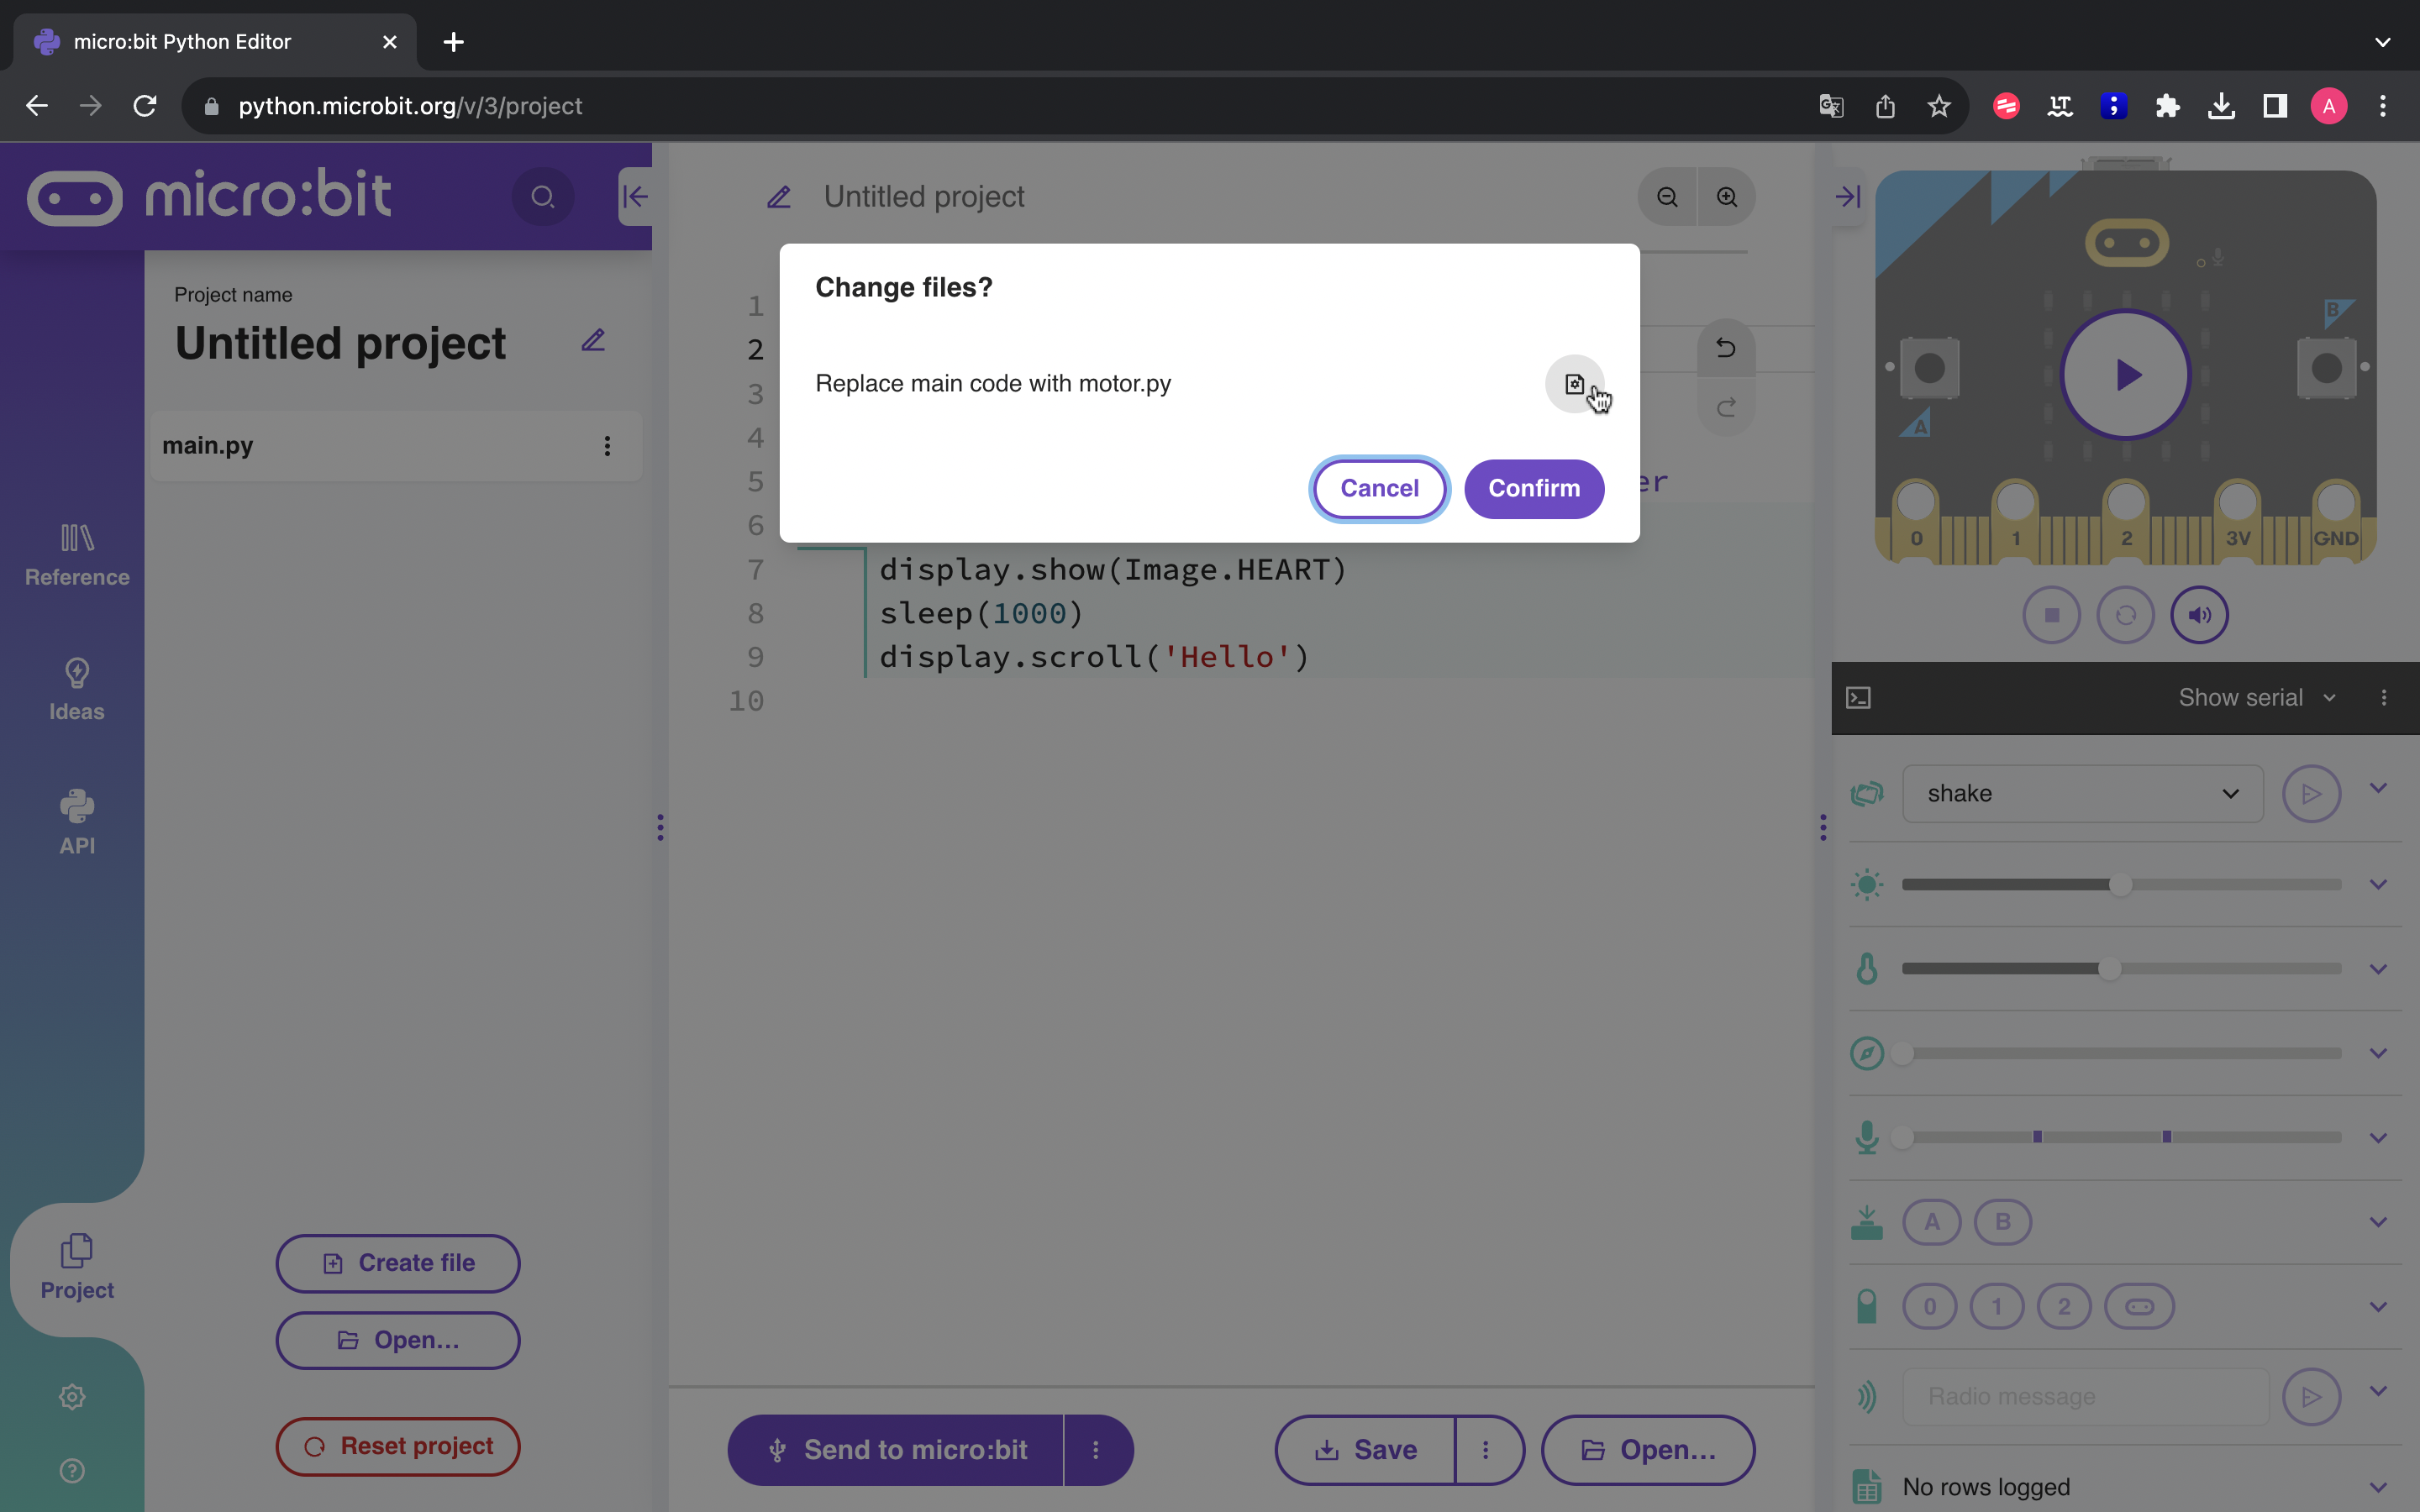 micro:bit Python Editor
python.microbit.org/v/3/project
A
micro:bit
Project name
Untitled project
main.py
Reference
Ideas
API
Project
Create file
Open...
Reset project
Untitled project
Change files?
Replace main code with motor.py
Cancel
Confirm
1
2
3
4
5
er
6
7
display.show(Image.HEART)
8
sleep(1000)
9
display.scroll('Hello')
10
Send to micro:bit
Save
Open...
B
A
0
1
2
3V
GND
Show serial
shake
A
B
0
1
2
Radio message
No rows logged